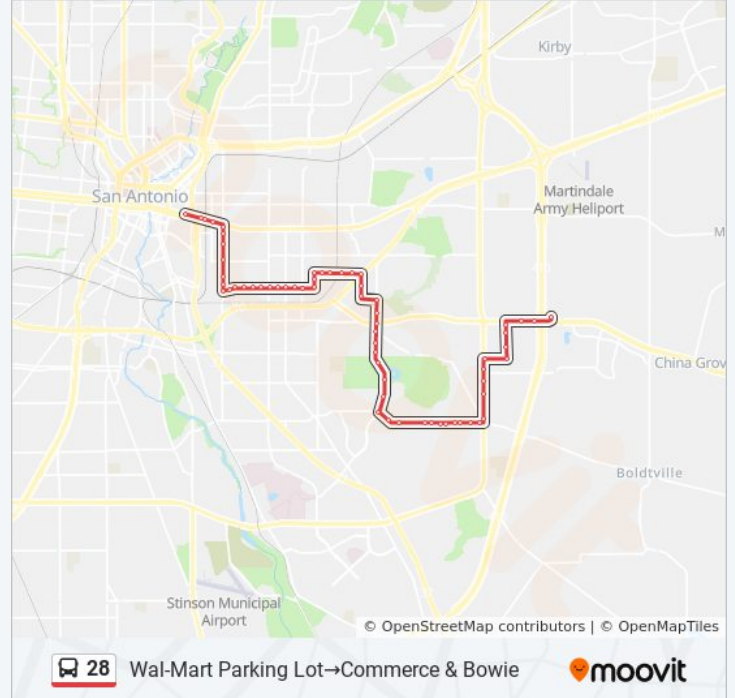 Kirby
San Antonio
Martindale
Army Heliport
M
China Grov
Boldtville
Stinson Municipal
Airport
© OpenStreetMap contributors | © OpenMapTiles
28 Wal-Mart Parking Lot→Commerce & Bowie
moovit